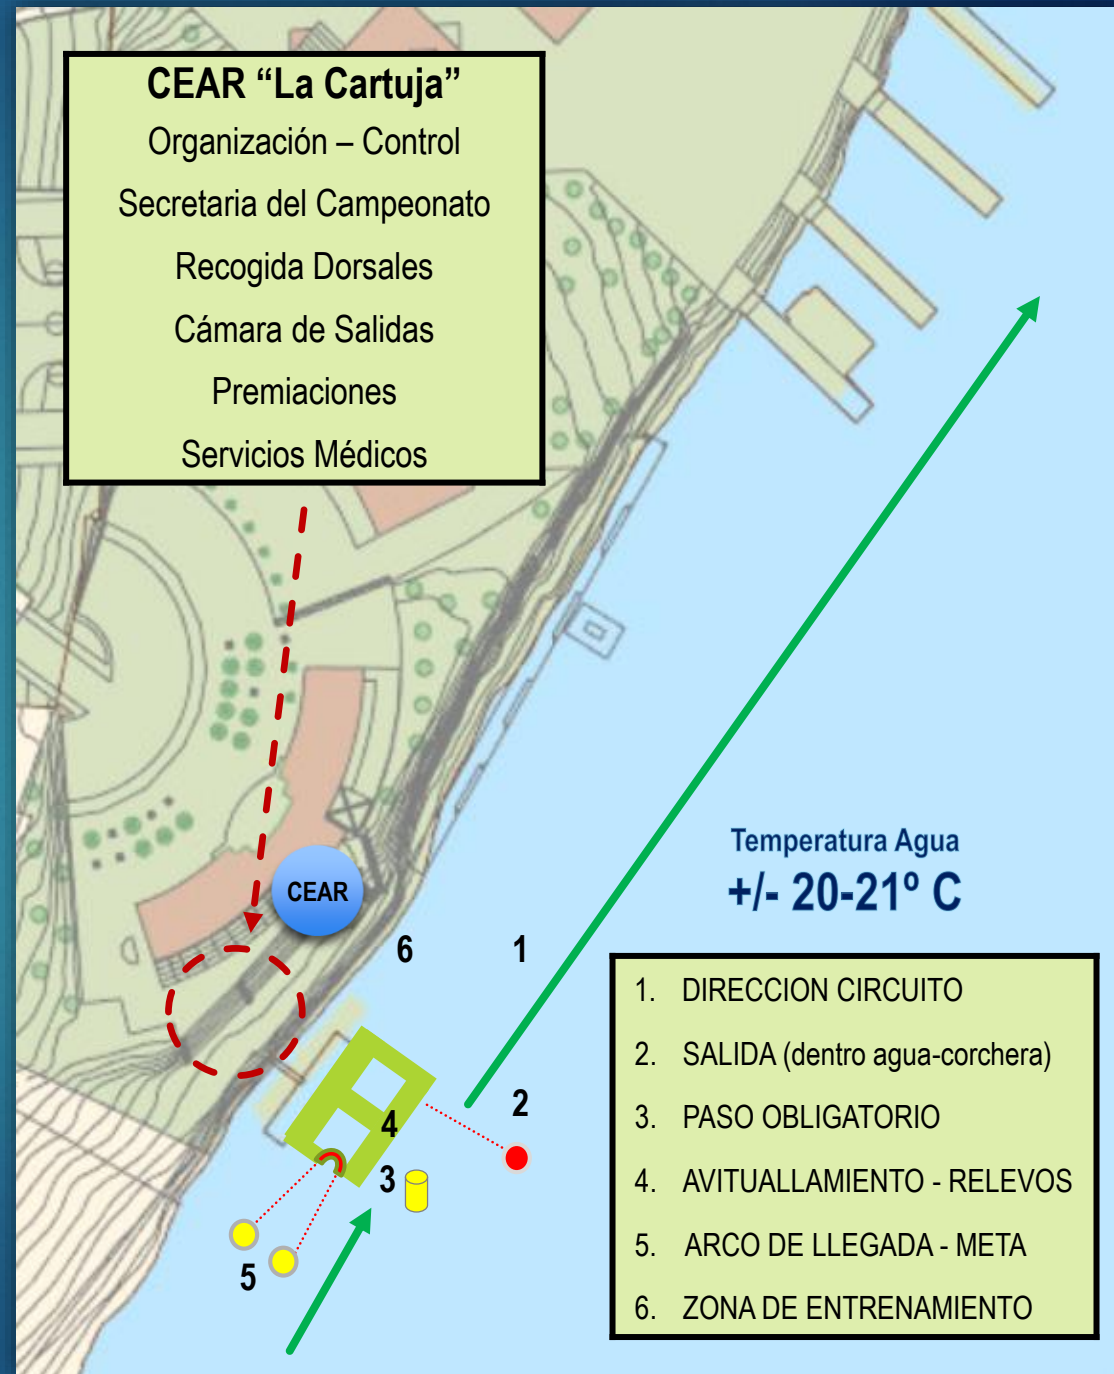 CEAR “La Cartuja”
Organización – Control
Secretaria del Campeonato
Recogida Dorsales
Cámara de Salidas
Premiaciones
Servicios Médicos
CEAR
Temperatura Agua
+/- 20-21º C
6
1
2
4
3
5
1. DIRECCION CIRCUITO
2. SALIDA (dentro agua-corchera)
3. PASO OBLIGATORIO
4. AVITUALLAMIENTO - RELEVOS
5. ARCO DE LLEGADA - META
6. ZONA DE ENTRENAMIENTO